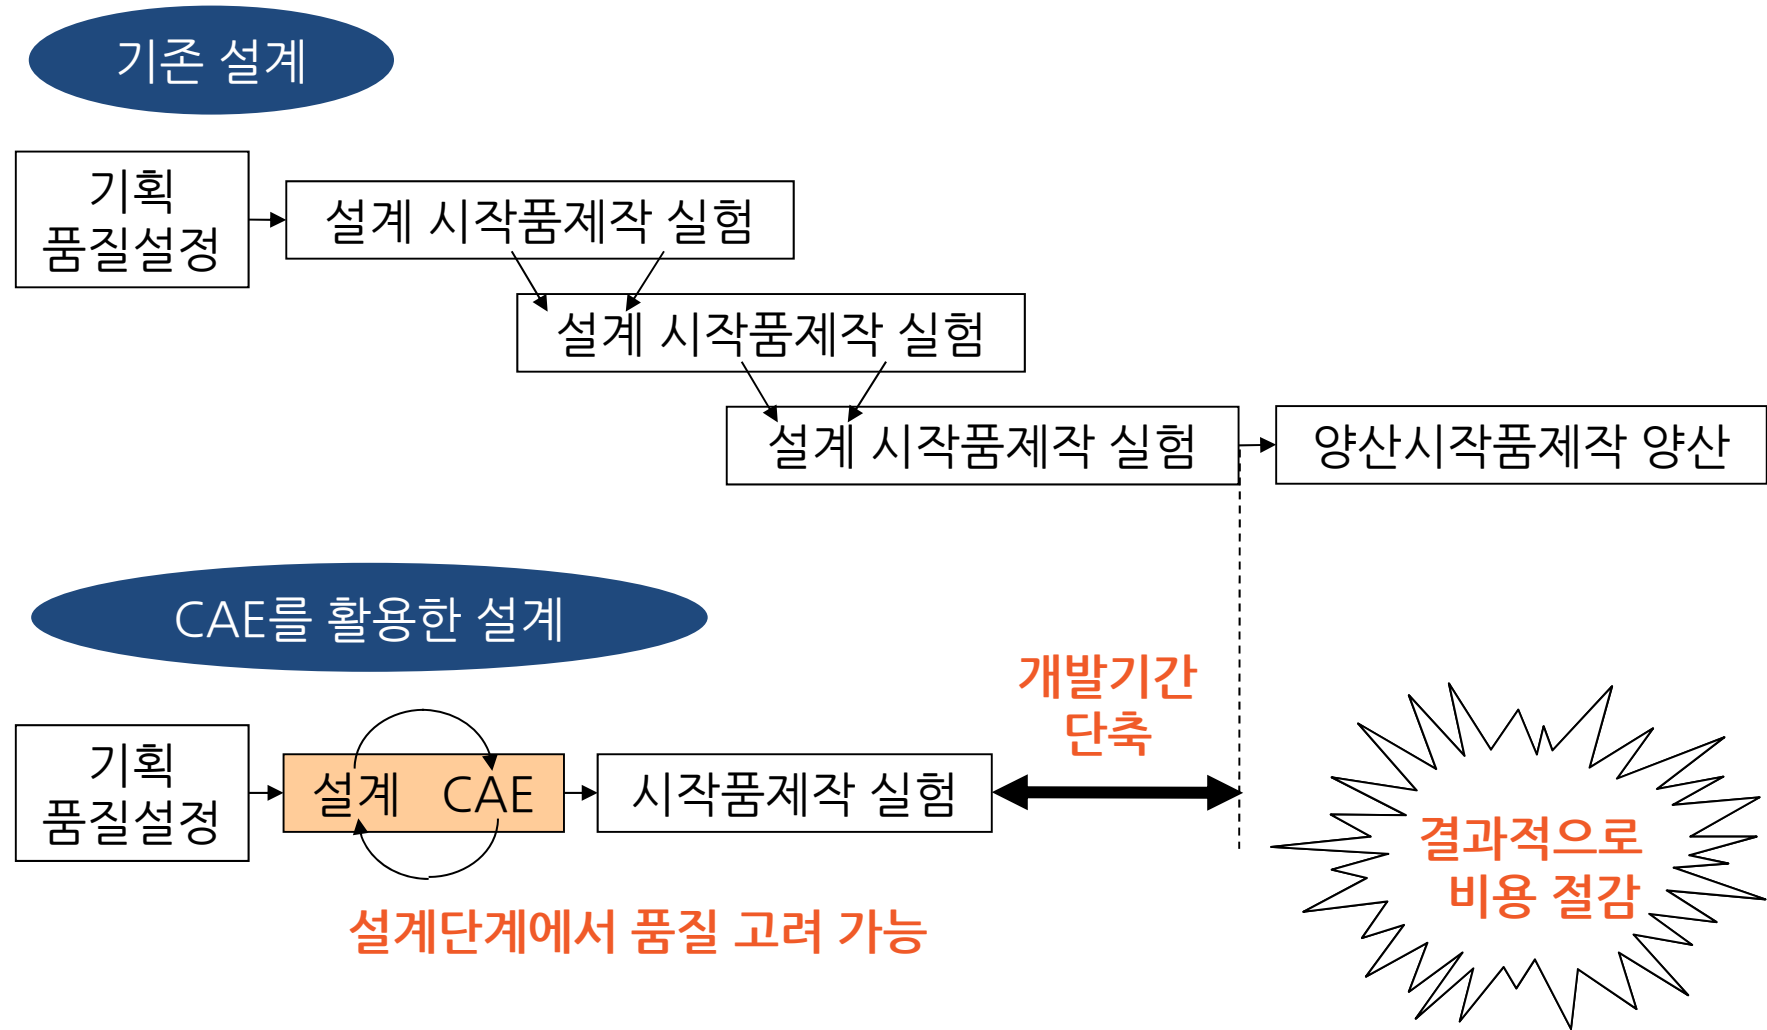 기존 설계
기획
품질설정
설계 시작품제작 실험
설계 시작품제작 실험
설계 시작품제작 실험
양산시작품제작 양산
CAE를 활용한 설계
개발기간
단축
기획
품질설정
설계 CAE
시작품제작 실험
결과적으로
비용 절감
설계단계에서 품질 고려 가능